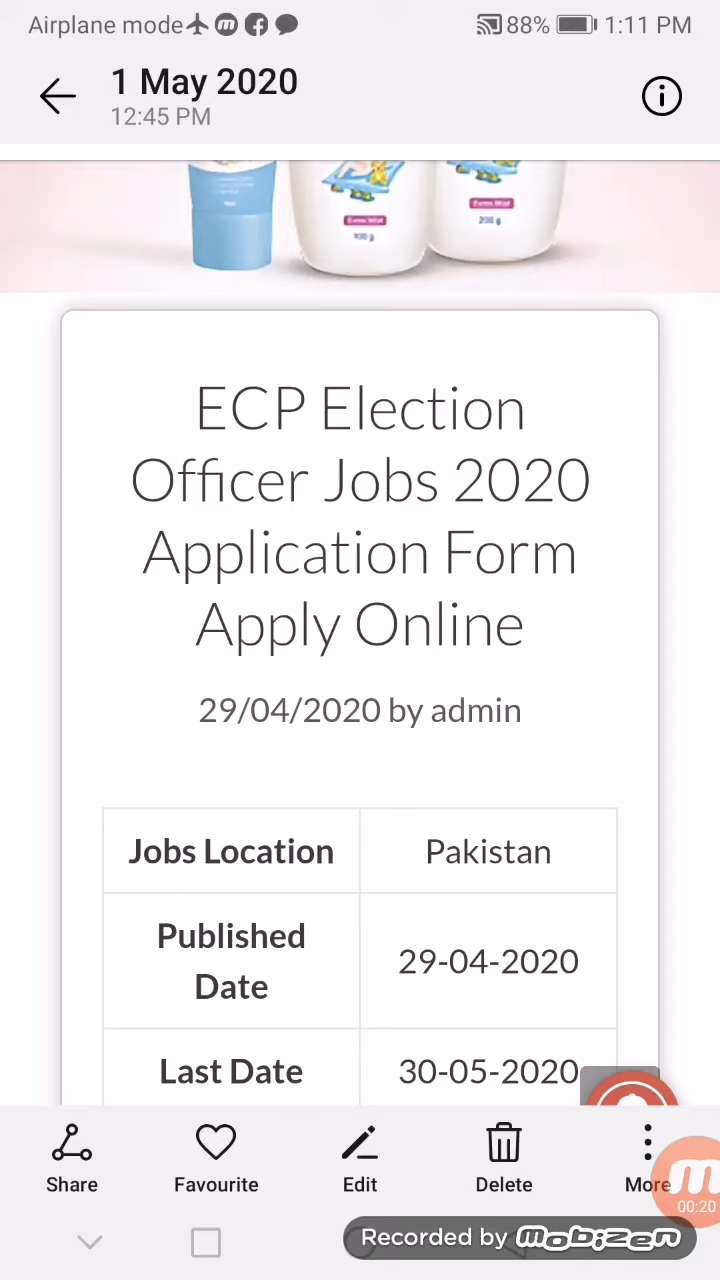 Airplane mode
88% 1:11 PM
1 May 2020
12:45 PM
100 g
200 g
ECP Election
Officer Jobs 2020
Application Form
Apply Online
29/04/2020 by admin
Jobs Location Pakistan
Published
Date
29-04-2020
Last Date 30-05-2020
Share Favourite Edit Delete More
00:20
Recorded by mobizen